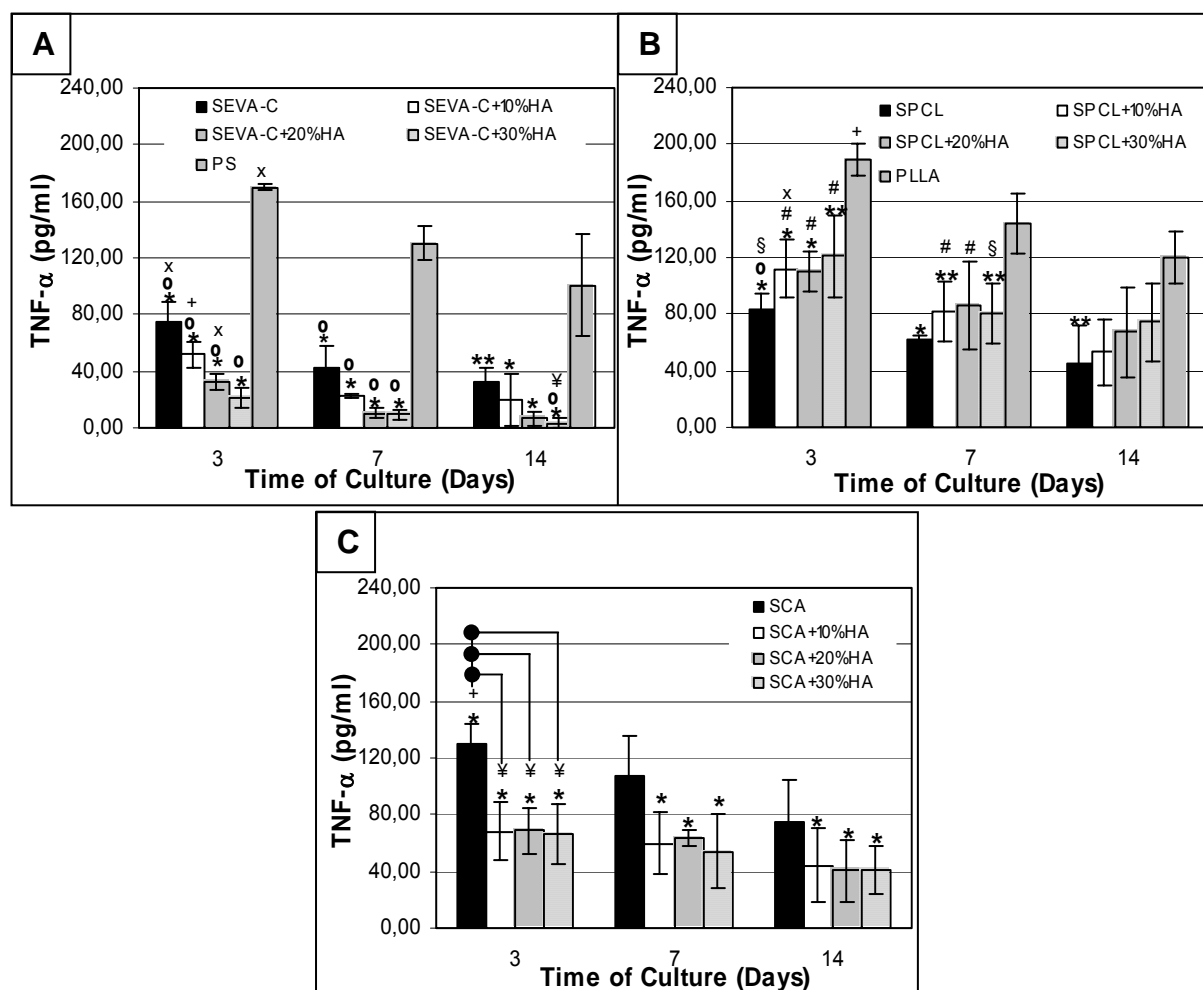 A
TNF-α (pg/ml)
240,00
200,00
160,00
120,00
80,00
40,00
0,00
SEVA-C SEVA-C+10%HA
SEVA-C+20%HA SEVA-C+30%HA
PS
x
x
o
*
+
o
*
x
o
*
o
*
o
*
o
*
o
*
o
*
**
*
*
¥
o
*
3 7 14
Time of Culture (Days)
B
TNF-α (pg/ml)
240,00
200,00
160,00
120,00
80,00
40,00
0,00
SPCL SPCL+10%HA
SPCL+20%HA SPCL+30%HA
PLLA
+
§
o
*
x
#
*
#
*
#
**
*
#
**
#
§
**
**
3 7 14
Time of Culture (Days)
C
TNF-α (pg/ml)
240,00
200,00
160,00
120,00
80,00
40,00
0,00
SCA
SCA+10%HA
SCA+20%HA
SCA+30%HA
+
*
¥ ¥ ¥
* * *
* * *
* * *
3 7 14
Time of Culture (Days)